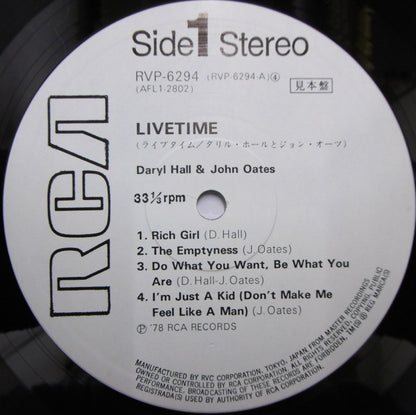 RCA
Side 1 Stereo
RVP-6294 (RVP-6294-A)④
(AFL1-2802)
見本盤
LIVETIME
(ライブタイム/ダリル・ホールとジョン・オーツ)
Daryl Hall & John Oates
33⅓rpm
1. Rich Girl (D. Hall)
2. The Emptyness (J. Oates)
3. Do What You Want, Be What You
Are (D. Hall-J. Oates)
4. I'm Just A Kid (Don't Make Me
Feel Like A Man) (J. Oates)
Ⓟ '78 RCA RECORDS
MANUFACTURED BY RVC CORPORATION, TOKYO, JAPAN FROM MASTER RECORDINGS
OWNED OR CONTROLLED BY RCA CORPORATION. ALL RIGHTS RESERVED, COPYING, PUBLIC
PERFORMANCE, BROADCASTING OF THESE RECORDS ARE FORBIDDEN. TM(S) ® REG MARCA(S)
REGISTRADA(S) USED BY AUTHORITY OF RCA CORPORATION.